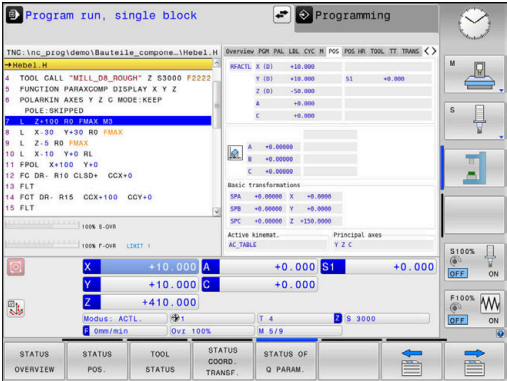 Program run, single block
Programming
TNC:\nc_prog\demo\Bauteile_compone…\Hebel.H
→Hebel.H
4 TOOL CALL "MILL_D8_ROUGH" Z S3000 F2222
5 FUNCTION PARAXCOMP DISPLAY X Y Z
6 POLARKIN AXES Y Z C MODE:KEEP
POLE:SKIPPED
7 L Z+100 R0 FMAX M3
8 L X-30 Y+30 R0 FMAX
9 L Z-5 R0 FMAX
10 L X-10 Y+0 RL
11 FPOL X+100 Y+0
12 FC DR- R10 CLSD+ CCX+0
13 FLT
14 FCT DR- R15 CCX+100 CCY+0
15 FLT
100% S-OVR
100% F-OVR LIMIT 1
Overview PGM PAL LBL CYC M POS POS HR TOOL TT TRANS
RFACTL X (D) +10.000
Y (D) +10.000 S1 +0.000
Z (D) -50.000
A +0.000
C +0.000
A +0.00000
B +0.00000
C +0.00000
Basic transformations
SPA +0.00000 X +0.0000
SPB +0.00000 Y +0.0000
SPC +0.00000 Z +150.0000
Active kinemat. Principal axes
AC_TABLE Y Z C
X +10.000 A +0.000 S1 +0.000
Y +10.000 C +0.000
Z +410.000
Modus: ACTL. 1 T 4 Z S 3000
F 0mm/min Ovr 100% M 5/9
M
S
S100%
OFF ON
F100%
OFF ON
STATUS OVERVIEW
STATUS POS.
TOOL STATUS
STATUS COORD. TRANSF.
STATUS OF Q PARAM.